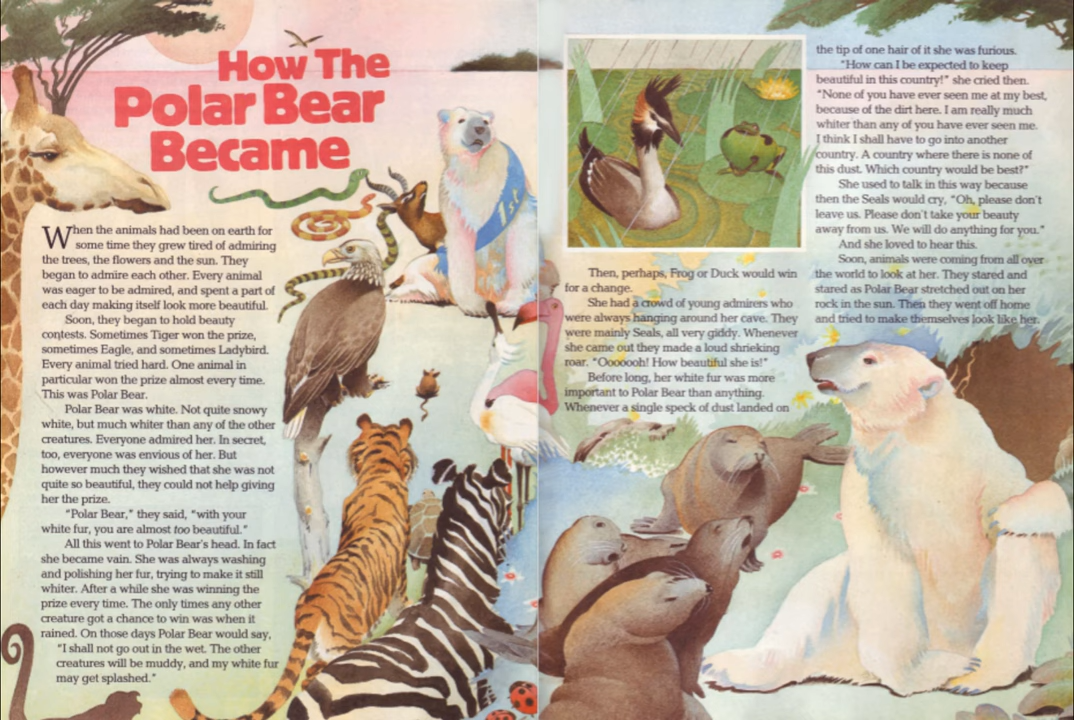 How The
Polar Bear
Became
1st
When the animals had been on earth for
some time they grew tired of admiring
the trees, the flowers and the sun. They
began to admire each other. Every animal
was eager to be admired, and spent a part of
each day making itself look more beautiful.
Soon, they began to hold beauty
contests. Sometimes Tiger won the prize,
sometimes Eagle, and sometimes Ladybird.
Every animal tried hard. One animal in
particular won the prize almost every time.
This was Polar Bear.
Polar Bear was white. Not quite snowy
white, but much whiter than any of the other
creatures. Everyone admired her. In secret,
too, everyone was envious of her. But
however much they wished that she was not
quite so beautiful, they could not help giving
her the prize.
"Polar Bear," they said, "with your
white fur, you are almost too beautiful."
All this went to Polar Bear's head. In fact
she became vain. She was always washing
and polishing her fur, trying to make it still
whiter. After a while she was winning the
prize every time. The only times any other
creature got a chance to win was when it
rained. On those days Polar Bear would say,
"I shall not go out in the wet. The other
creatures will be muddy, and my white fur
may get splashed."
Then, perhaps, Frog or Duck would win
for a change.
She had a crowd of young admirers who
were always hanging around her cave. They
were mainly Seals, all very giddy. Whenever
she came out they made a loud shrieking
roar. "Ooooooh! How beautiful she is!"
Before long, her white fur was more
important to Polar Bear than anything.
Whenever a single speck of dust landed on
the tip of one hair of it she was furious.
"How can I be expected to keep
beautiful in this country!" she cried then.
"None of you have ever seen me at my best,
because of the dirt here. I am really much
whiter than any of you have ever seen me.
I think I shall have to go into another
country. A country where there is none of
this dust. Which country would be best?"
She used to talk in this way because
then the Seals would cry, "Oh, please don't
leave us. Please don't take your beauty
away from us. We will do anything for you."
And she loved to hear this.
Soon, animals were coming from all over
the world to look at her. They stared and
stared as Polar Bear stretched out on her
rock in the sun. Then they went off home
and tried to make themselves look like her.